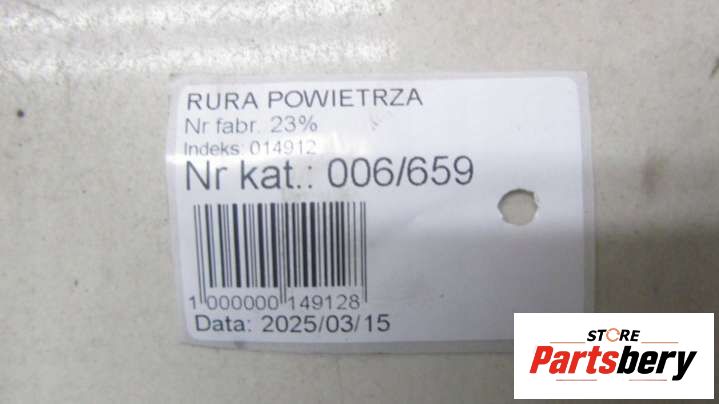 RURA POWIETRZA
Nr fabr. 23%
Indeks: 014912
Nr kat.: 006/659
1 000000 149128
Data: 2025/03/15
STORE
Partsbery